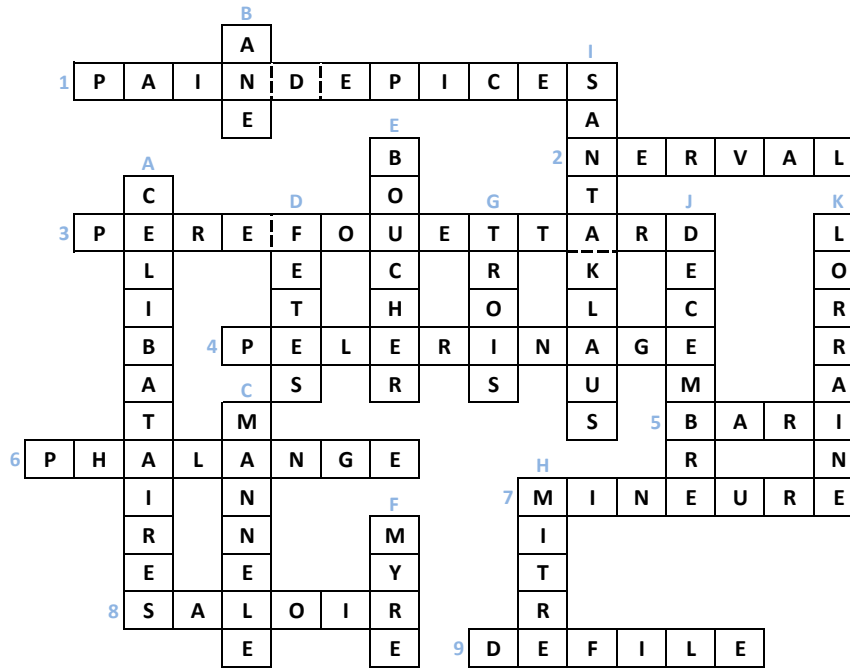 B
A I
1 P A I N D E P I C E S
E A
E
B 2 N E R V A L
A
C O T
D G J K
3 P E R E F O U E T T A R D L
L E C R K E O
I T H O L C R
B 4 P E L E R I N A G E R
A S R S U M A
C
T M S 5 B A R I
6 P H A L A N G E R N
H
I N 7 M I N E U R E
F
R N M I
E E Y T
8 S A L O I R R
E E 9 D E F I L E